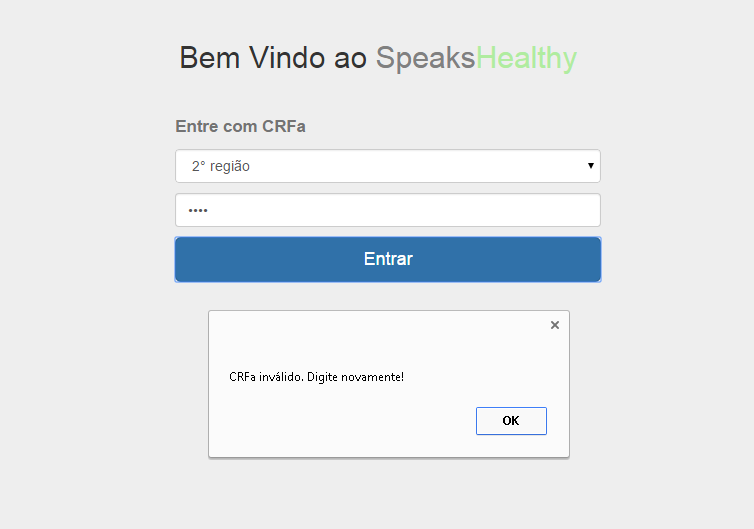 Bem Vindo ao SpeaksHealthy
Entre com CRFa
2° região
••••
Entrar
CRFa inválido. Digite novamente!
OK